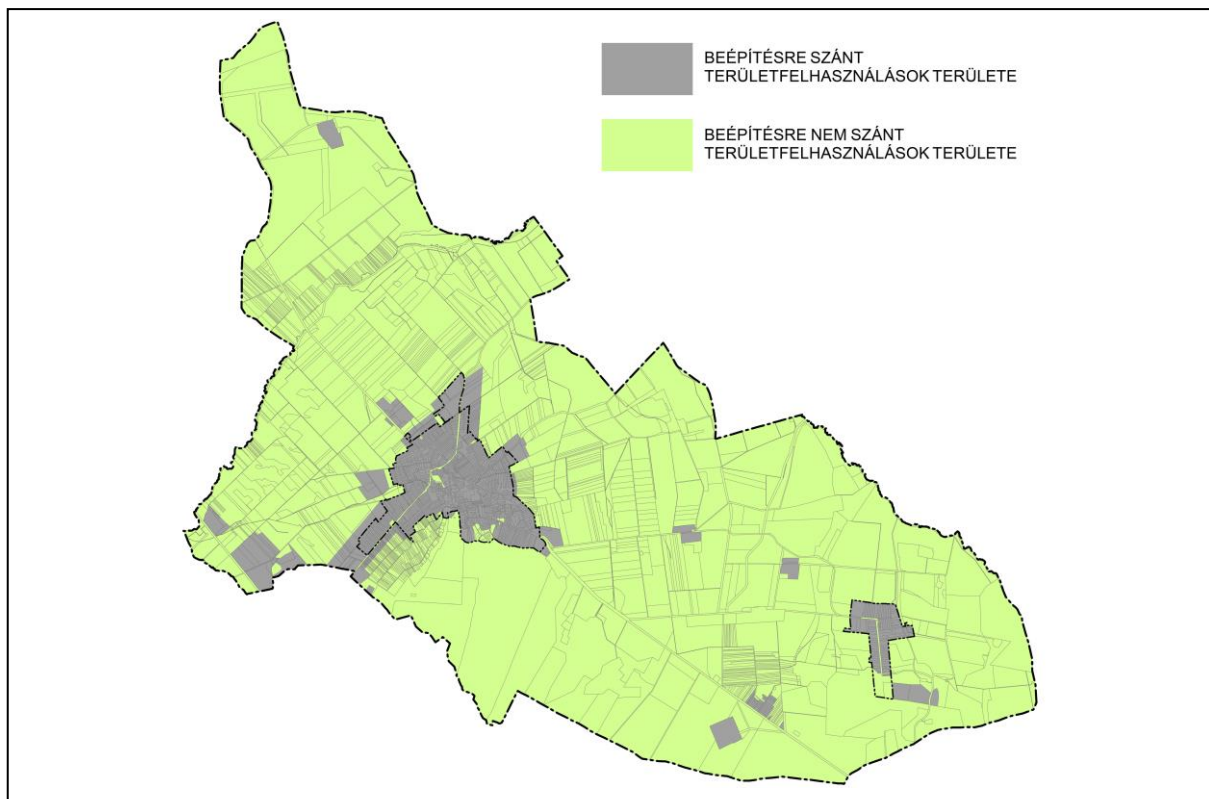 BEÉPÍTÉSRE SZÁNT
TERÜLETFELHASZNÁLÁSOK TERÜLETE
BEÉPÍTÉSRE NEM SZÁNT
TERÜLETFELHASZNÁLÁSOK TERÜLETE